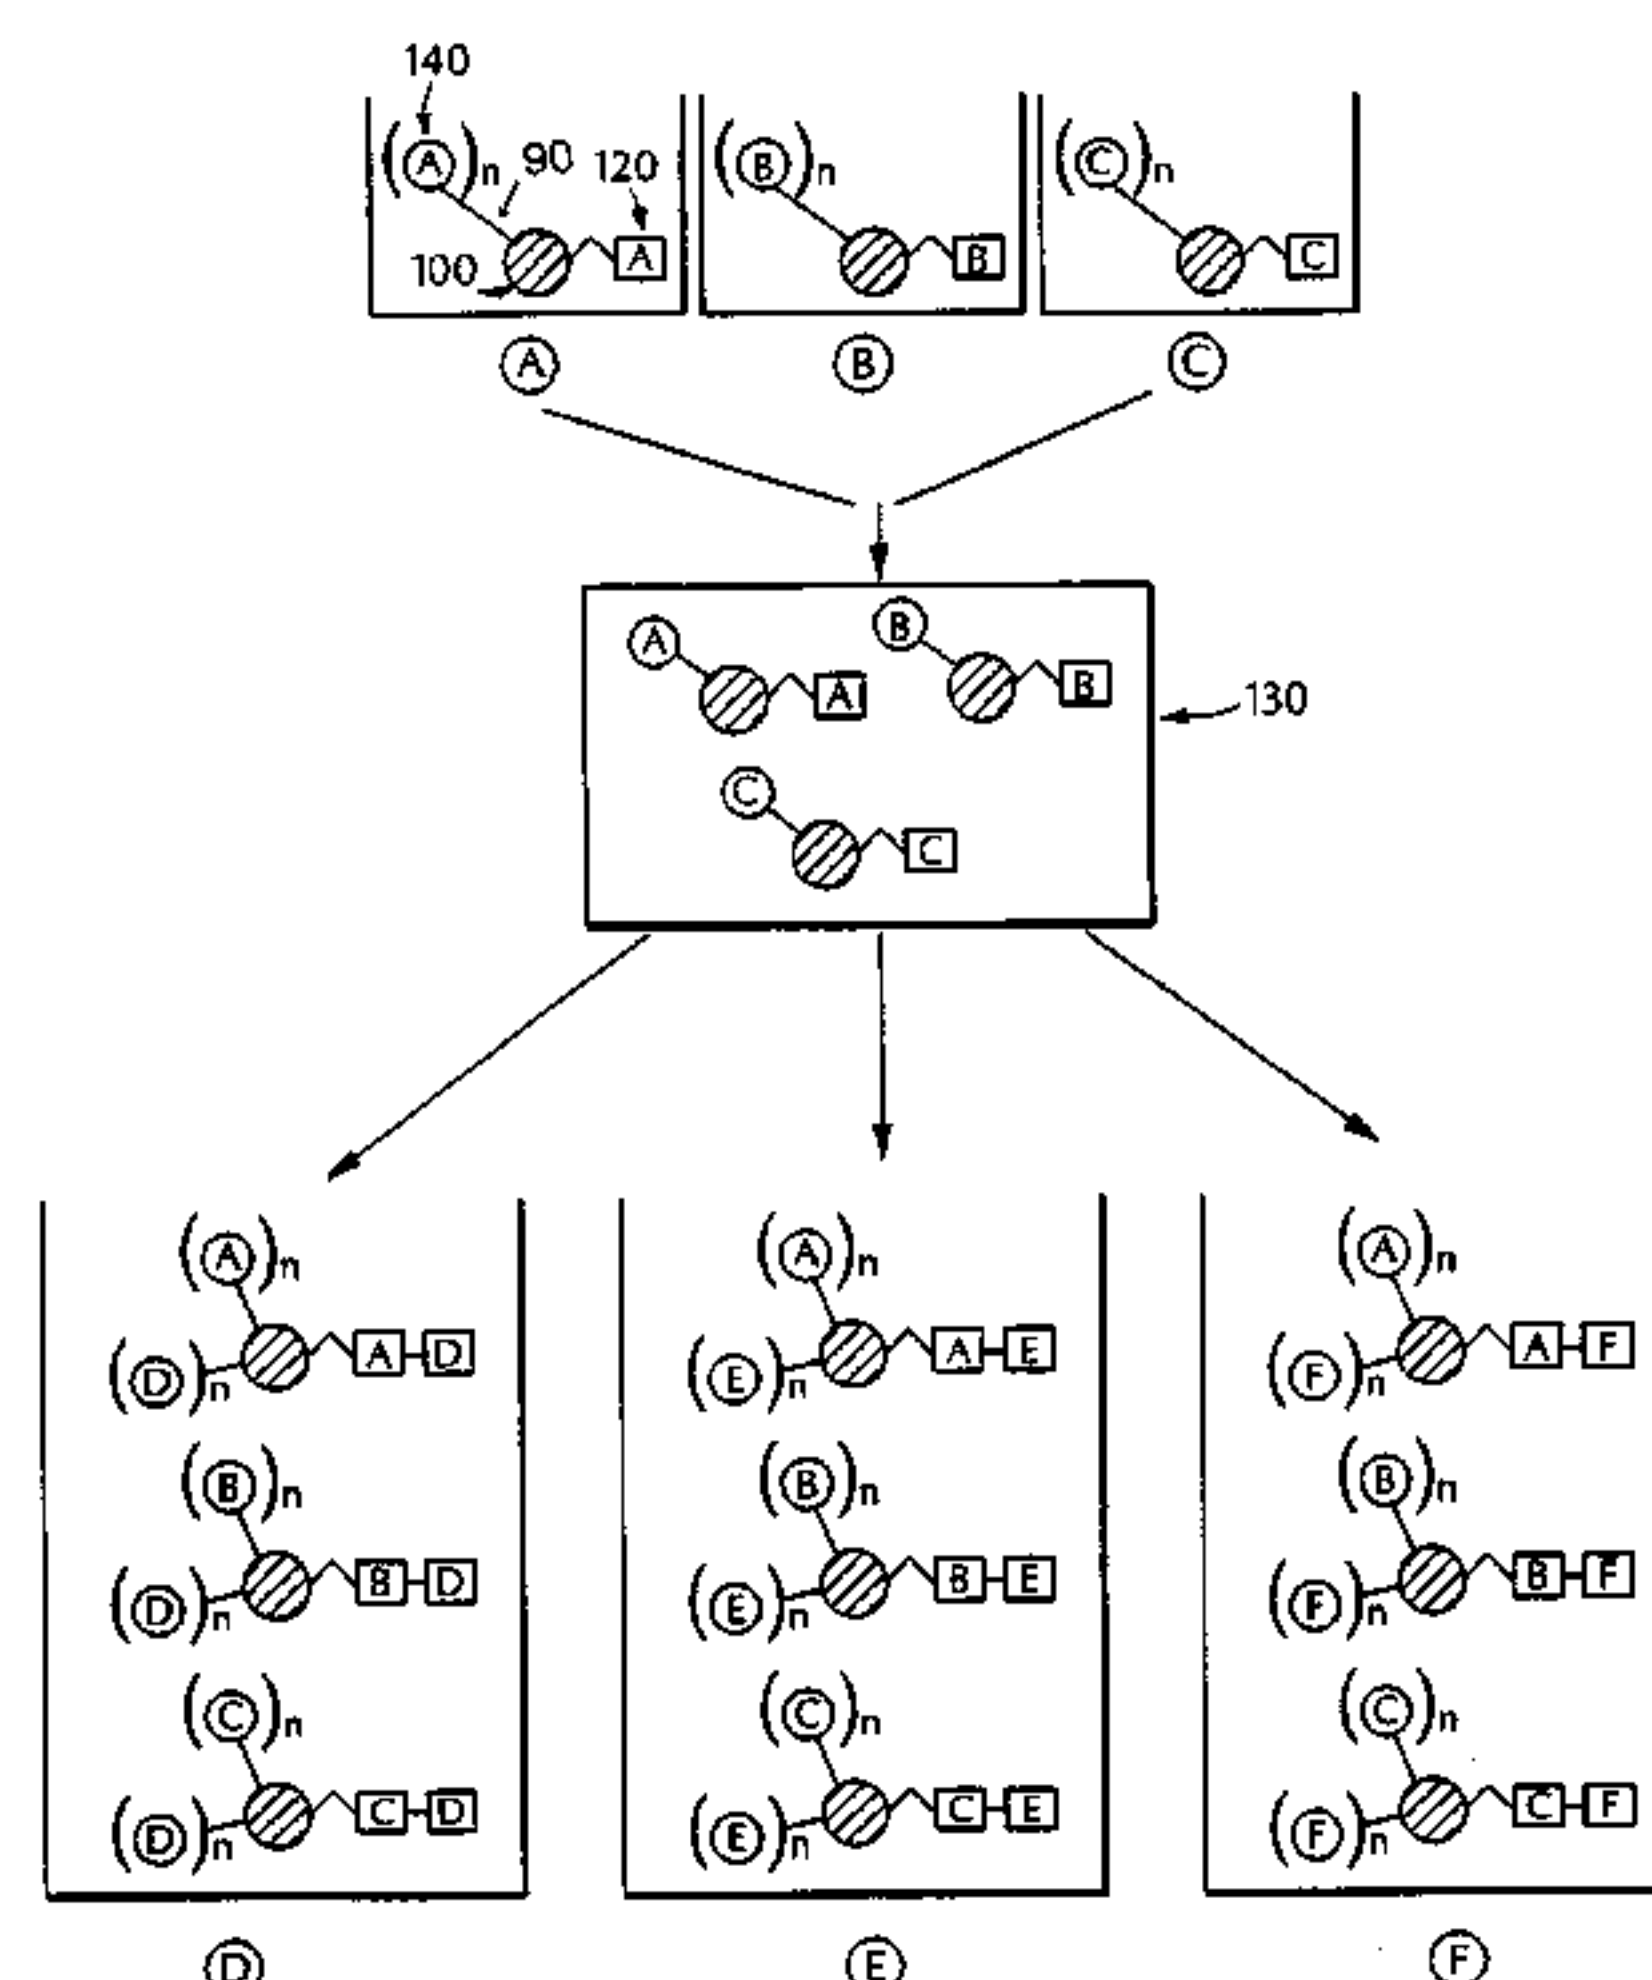 140
(A)n 90 120 (B)n (C)n
100 A B C
A B C
A B
A B 130
C
C
(A)n (A)n (A)n
(D)n A D (E)n A E (F)n A F
(B)n (B)n (B)n
(D)n B D (E)n B E (F)n B F
(C)n (C)n (C)n
(D)n C D (E)n C E (F)n C F
D E F